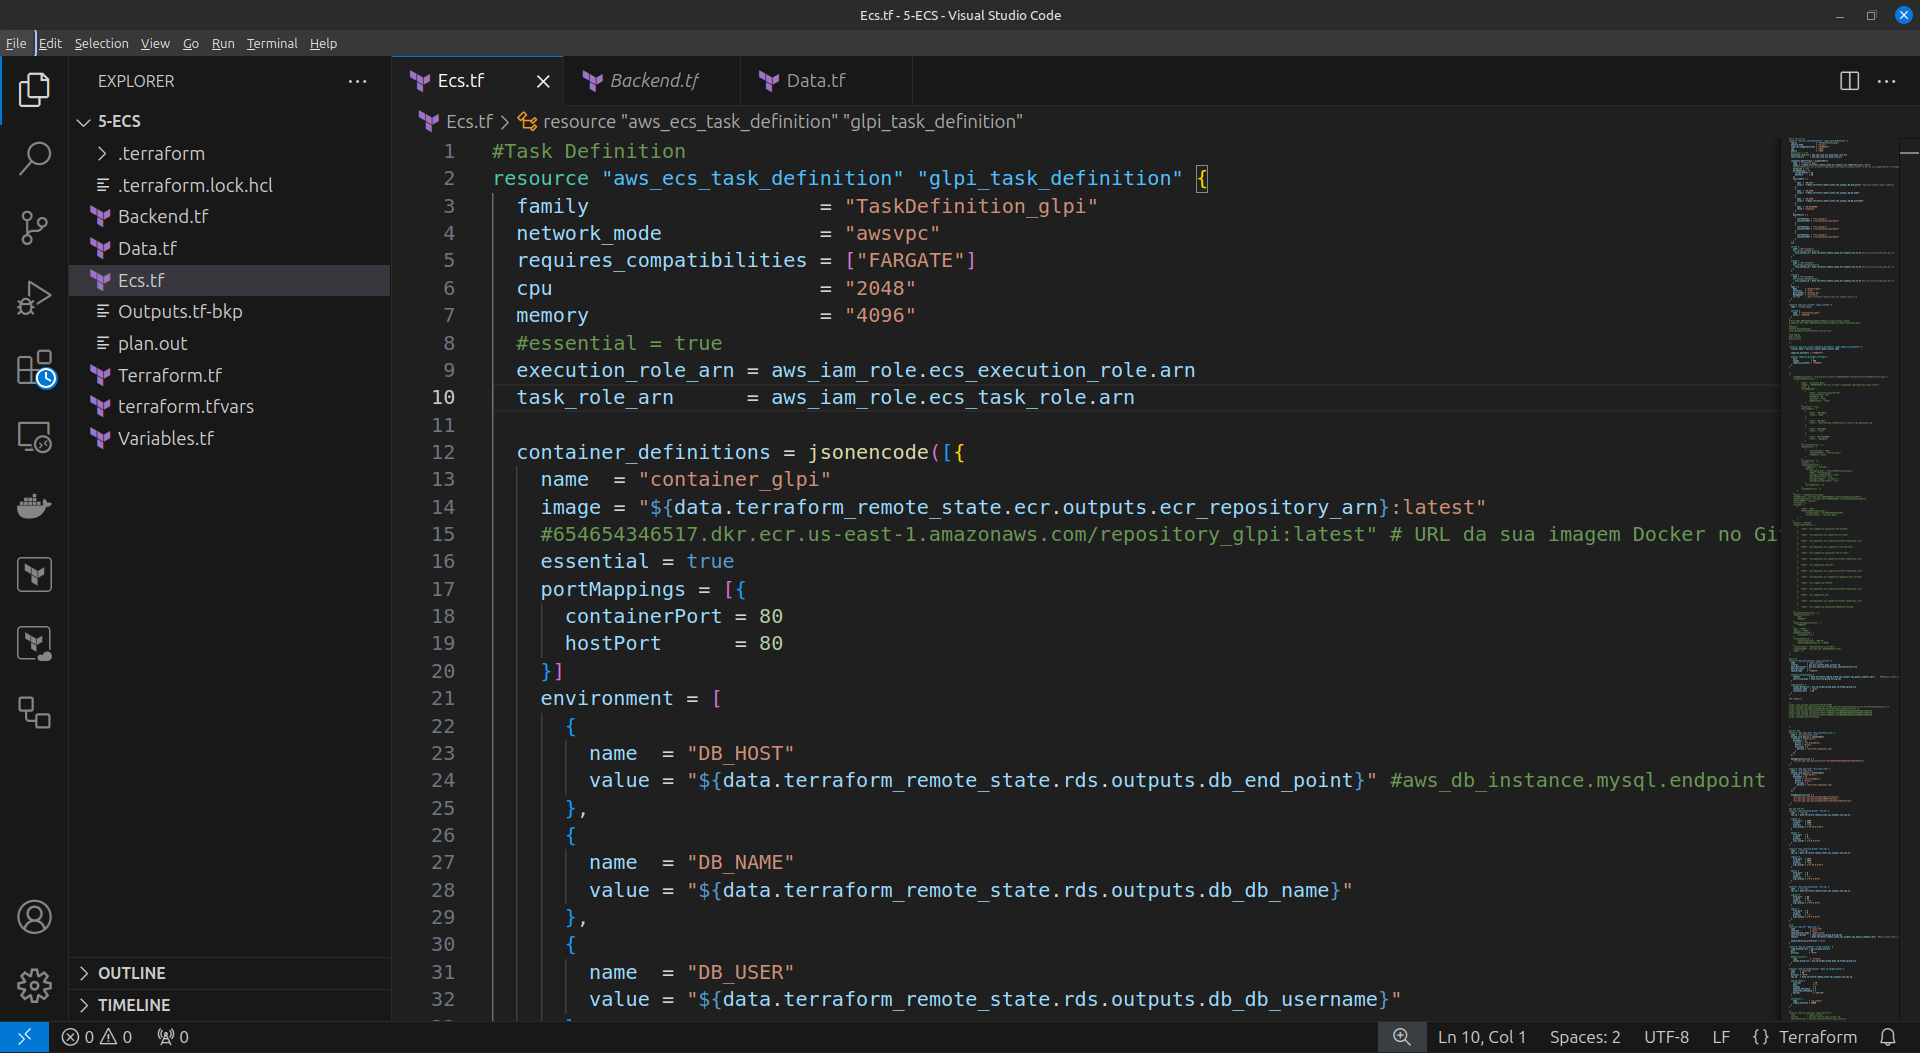 Ecs.tf - 5-ECS - Visual Studio Code
File Edit Selection View Go Run Terminal Help
EXPLORER
Ecs.tf
Backend.tf
Data.tf
5-ECS
.terraform
.terraform.lock.hcl
Backend.tf
Data.tf
Ecs.tf
Outputs.tf-bkp
plan.out
Terraform.tf
terraform.tfvars
Variables.tf
OUTLINE
TIMELINE
Ecs.tf > resource "aws_ecs_task_definition" "glpi_task_definition"
1 #Task Definition
2 resource "aws_ecs_task_definition" "glpi_task_definition" {
3 family = "TaskDefinition_glpi"
4 network_mode = "awsvpc"
5 requires_compatibilities = ["FARGATE"]
6 cpu = "2048"
7 memory = "4096"
8 #essential = true
9 execution_role_arn = aws_iam_role.ecs_execution_role.arn
10 task_role_arn = aws_iam_role.ecs_task_role.arn
11
12 container_definitions = jsonencode([{
13 name = "container_glpi"
14 image = "${data.terraform_remote_state.ecr.outputs.ecr_repository_arn}:latest"
15 #654654346517.dkr.ecr.us-east-1.amazonaws.com/repository_glpi:latest" # URL da sua imagem Docker no Gi
16 essential = true
17 portMappings = [{
18 containerPort = 80
19 hostPort = 80
20 }]
21 environment = [
22 {
23 name = "DB_HOST"
24 value = "${data.terraform_remote_state.rds.outputs.db_end_point}" #aws_db_instance.mysql.endpoint
25 },
26 {
27 name = "DB_NAME"
28 value = "${data.terraform_remote_state.rds.outputs.db_db_name}"
29 },
30 {
31 name = "DB_USER"
32 value = "${data.terraform_remote_state.rds.outputs.db_db_username}"
0 0 0
Ln 10, Col 1 Spaces: 2 UTF-8 LF {} Terraform